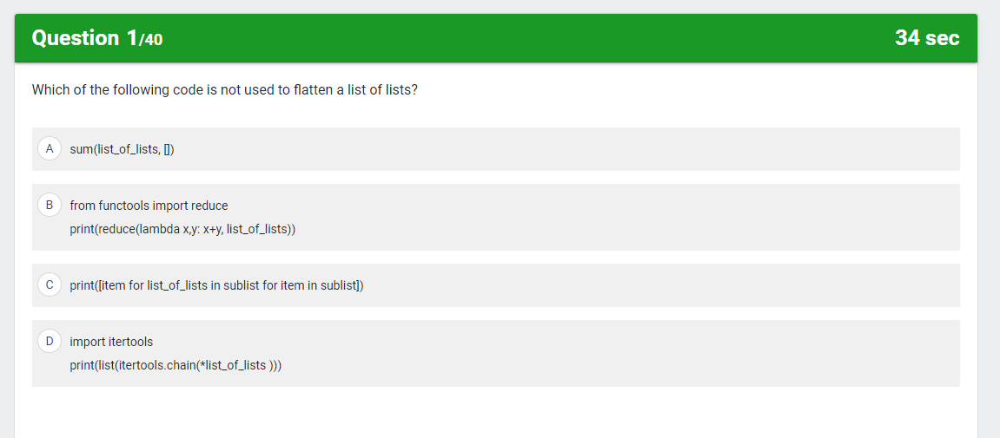 Question 1/40
34 sec
Which of the following code is not used to flatten a list of lists?
A sum(list_of_lists, [])
B from functools import reduce
print(reduce(lambda x,y: x+y, list_of_lists))
C print([item for list_of_lists in sublist for item in sublist])
D import itertools
print(list(itertools.chain(*list_of_lists )))